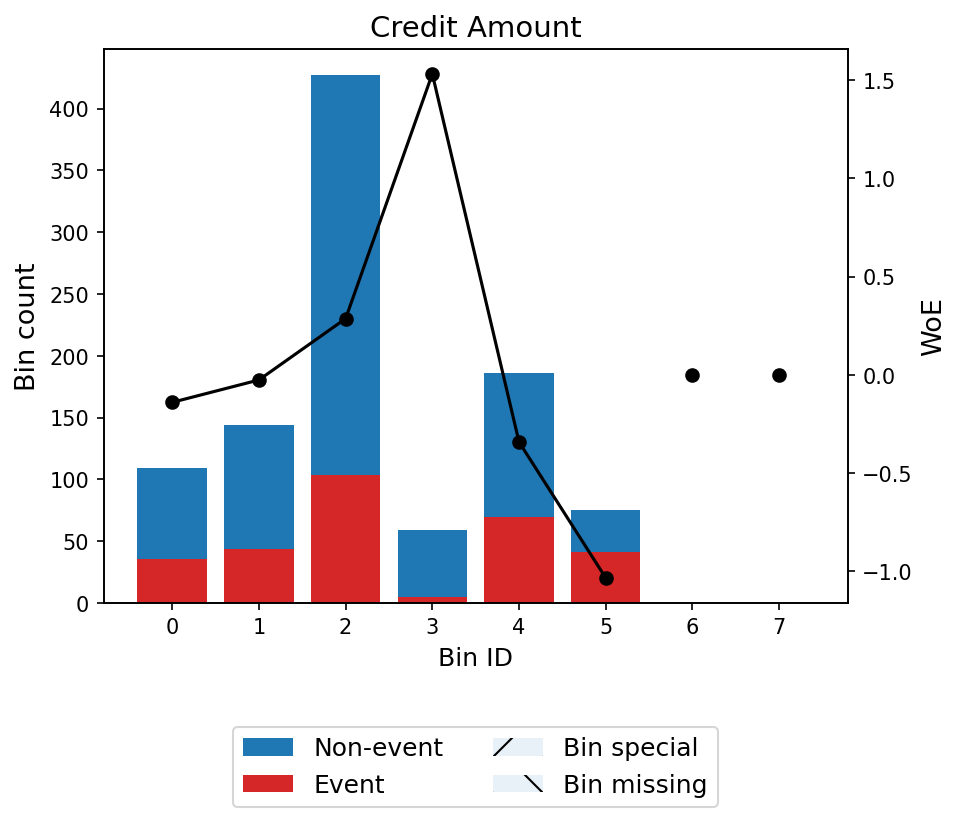 Credit Amount
400
350
300
250
200
150
100
50
0
Bin count
1.5
1.0
0.5
0.0
−0.5
−1.0
WoE
0 1 2 3 4 5 6 7
Bin ID
Non-event
Event
Bin special
Bin missing